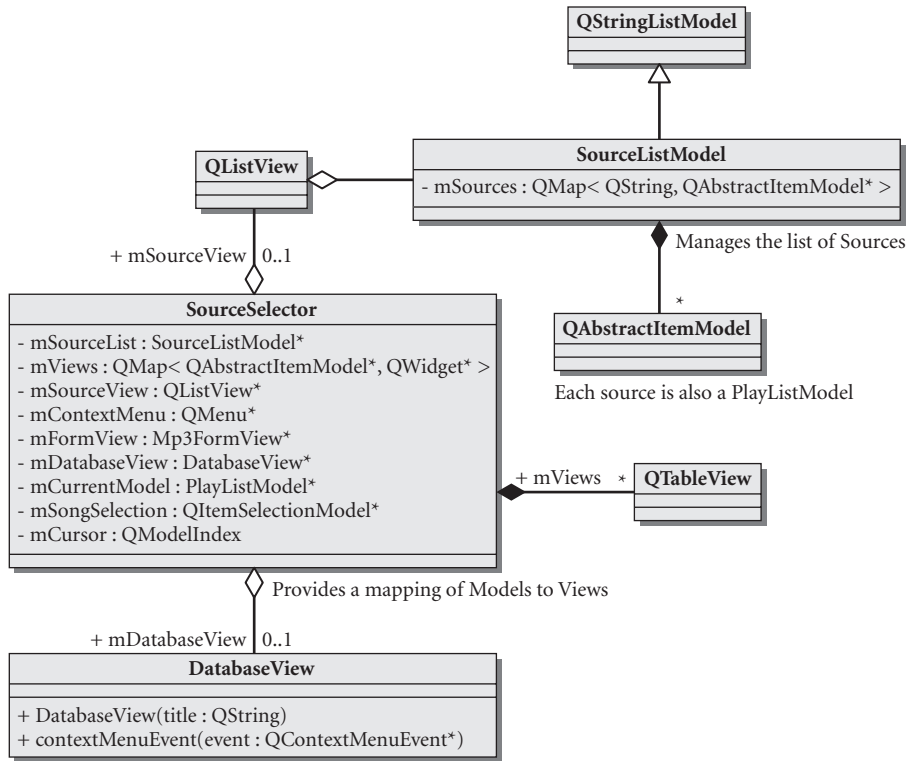 QStringListModel
SourceListModel
- mSources : QMap< QString, QAbstractItemModel* >
QListView
Manages the list of Sources
+ mSourceView
0..1
*
SourceSelector
- mSourceList : SourceListModel*
- mViews : QMap< QAbstractItemModel*, QWidget* >
- mSourceView : QListView*
- mContextMenu : QMenu*
- mFormView : Mp3FormView*
- mDatabaseView : DatabaseView*
- mCurrentModel : PlayListModel*
- mSongSelection : QItemSelectionModel*
- mCursor : QModelIndex
QAbstractItemModel
Each source is also a PlayListModel
+ mViews
*
QTableView
Provides a mapping of Models to Views
+ mDatabaseView
0..1
DatabaseView
+ DatabaseView(title : QString)
+ contextMenuEvent(event : QContextMenuEvent*)